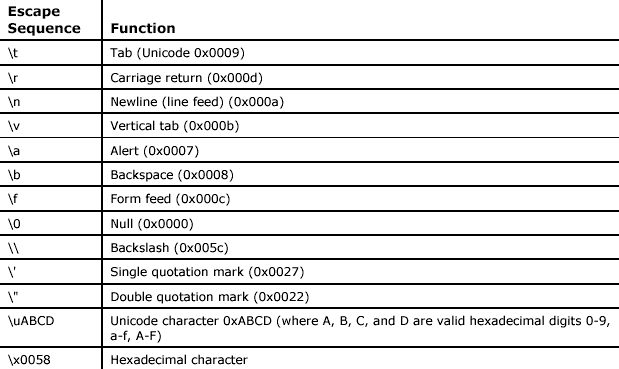 Escape
Sequence Function
\t Tab (Unicode 0x0009)
\r Carriage return (0x000d)
\n Newline (line feed) (0x000a)
\v Vertical tab (0x000b)
\a Alert (0x0007)
\b Backspace (0x0008)
\f Form feed (0x000c)
\0 Null (0x0000)
\\ Backslash (0x005c)
\' Single quotation mark (0x0027)
\" Double quotation mark (0x0022)
\uABCD Unicode character 0xABCD (where A, B, C, and D are valid hexadecimal digits 0-9,
a-f, A-F)
\x0058 Hexadecimal character